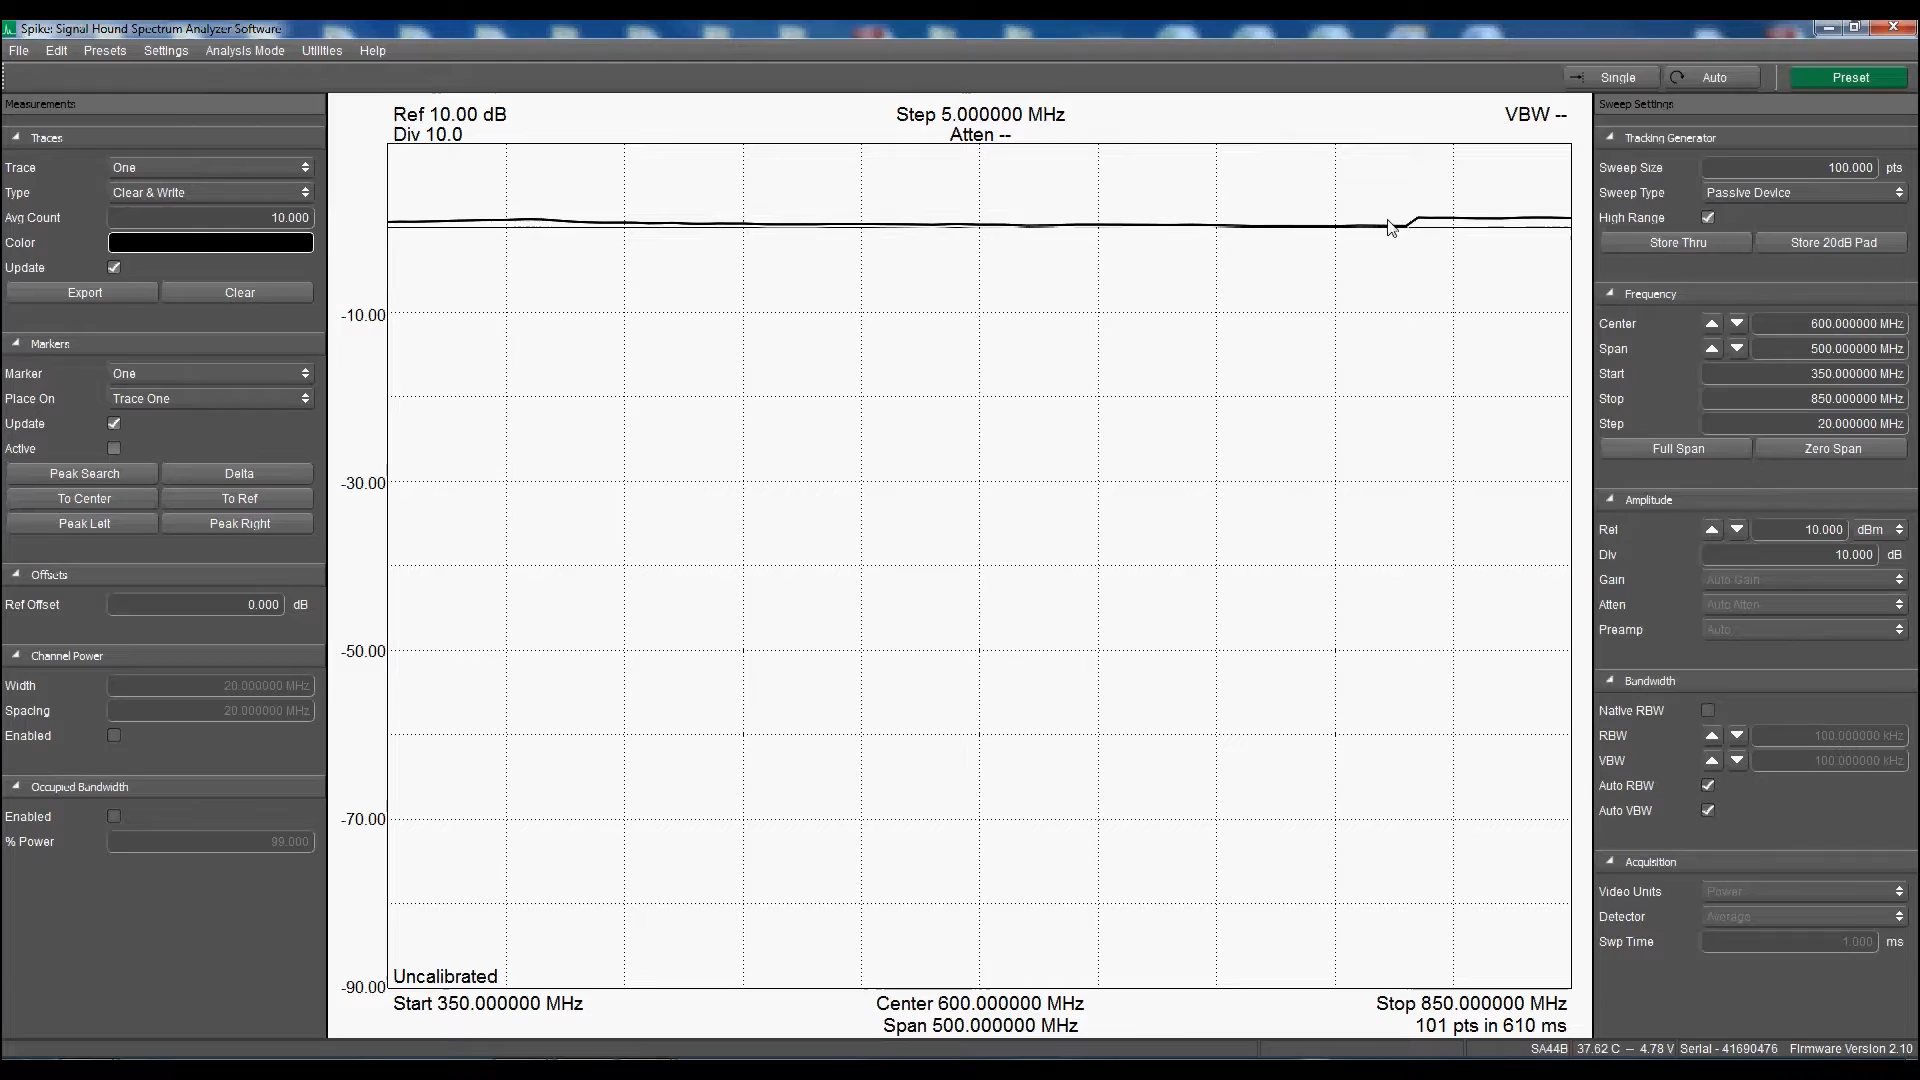 Spike: Signal Hound Spectrum Analyzer Software
File Edit Presets Settings Analysis Mode Utilities Help
Single Auto Preset
Measurements
Traces
Trace One
Type Clear & Write
Avg Count 10.000
Color
Update
Export Clear
Markers
Marker One
Place On Trace One
Update
Active
Peak Search Delta
To Center To Ref
Peak Left Peak Right
Offsets
Ref Offset 0.000 dB
Channel Power
Width 20.000000 MHz
Spacing 20.000000 MHz
Enabled
Occupied Bandwidth
Enabled
% Power 99.000
Ref 10.00 dB Step 5.000000 MHz VBW --
Div 10.0 Atten --
-10.00
-30.00
-50.00
-70.00
-90.00
Uncalibrated
Start 350.000000 MHz Center 600.000000 MHz Stop 850.000000 MHz
Span 500.000000 MHz 101 pts in 610 ms
Sweep Settings
Tracking Generator
Sweep Size 100.000 pts
Sweep Type Passive Device
High Range
Store Thru Store 20dB Pad
Frequency
Center 600.000000 MHz
Span 500.000000 MHz
Start 350.000000 MHz
Stop 850.000000 MHz
Step 20.000000 MHz
Full Span Zero Span
Amplitude
Ref 10.000 dBm
Div 10.000 dB
Gain Auto Gain
Atten Auto Atten
Preamp Auto
Bandwidth
Native RBW
RBW 100.000000 kHz
VBW 100.000000 kHz
Auto RBW
Auto VBW
Acquisition
Video Units Power
Detector Average
Swp Time 1.000 ms
SA44B 37.62 C -- 4.78 V Serial - 41690476 Firmware Version 2.10